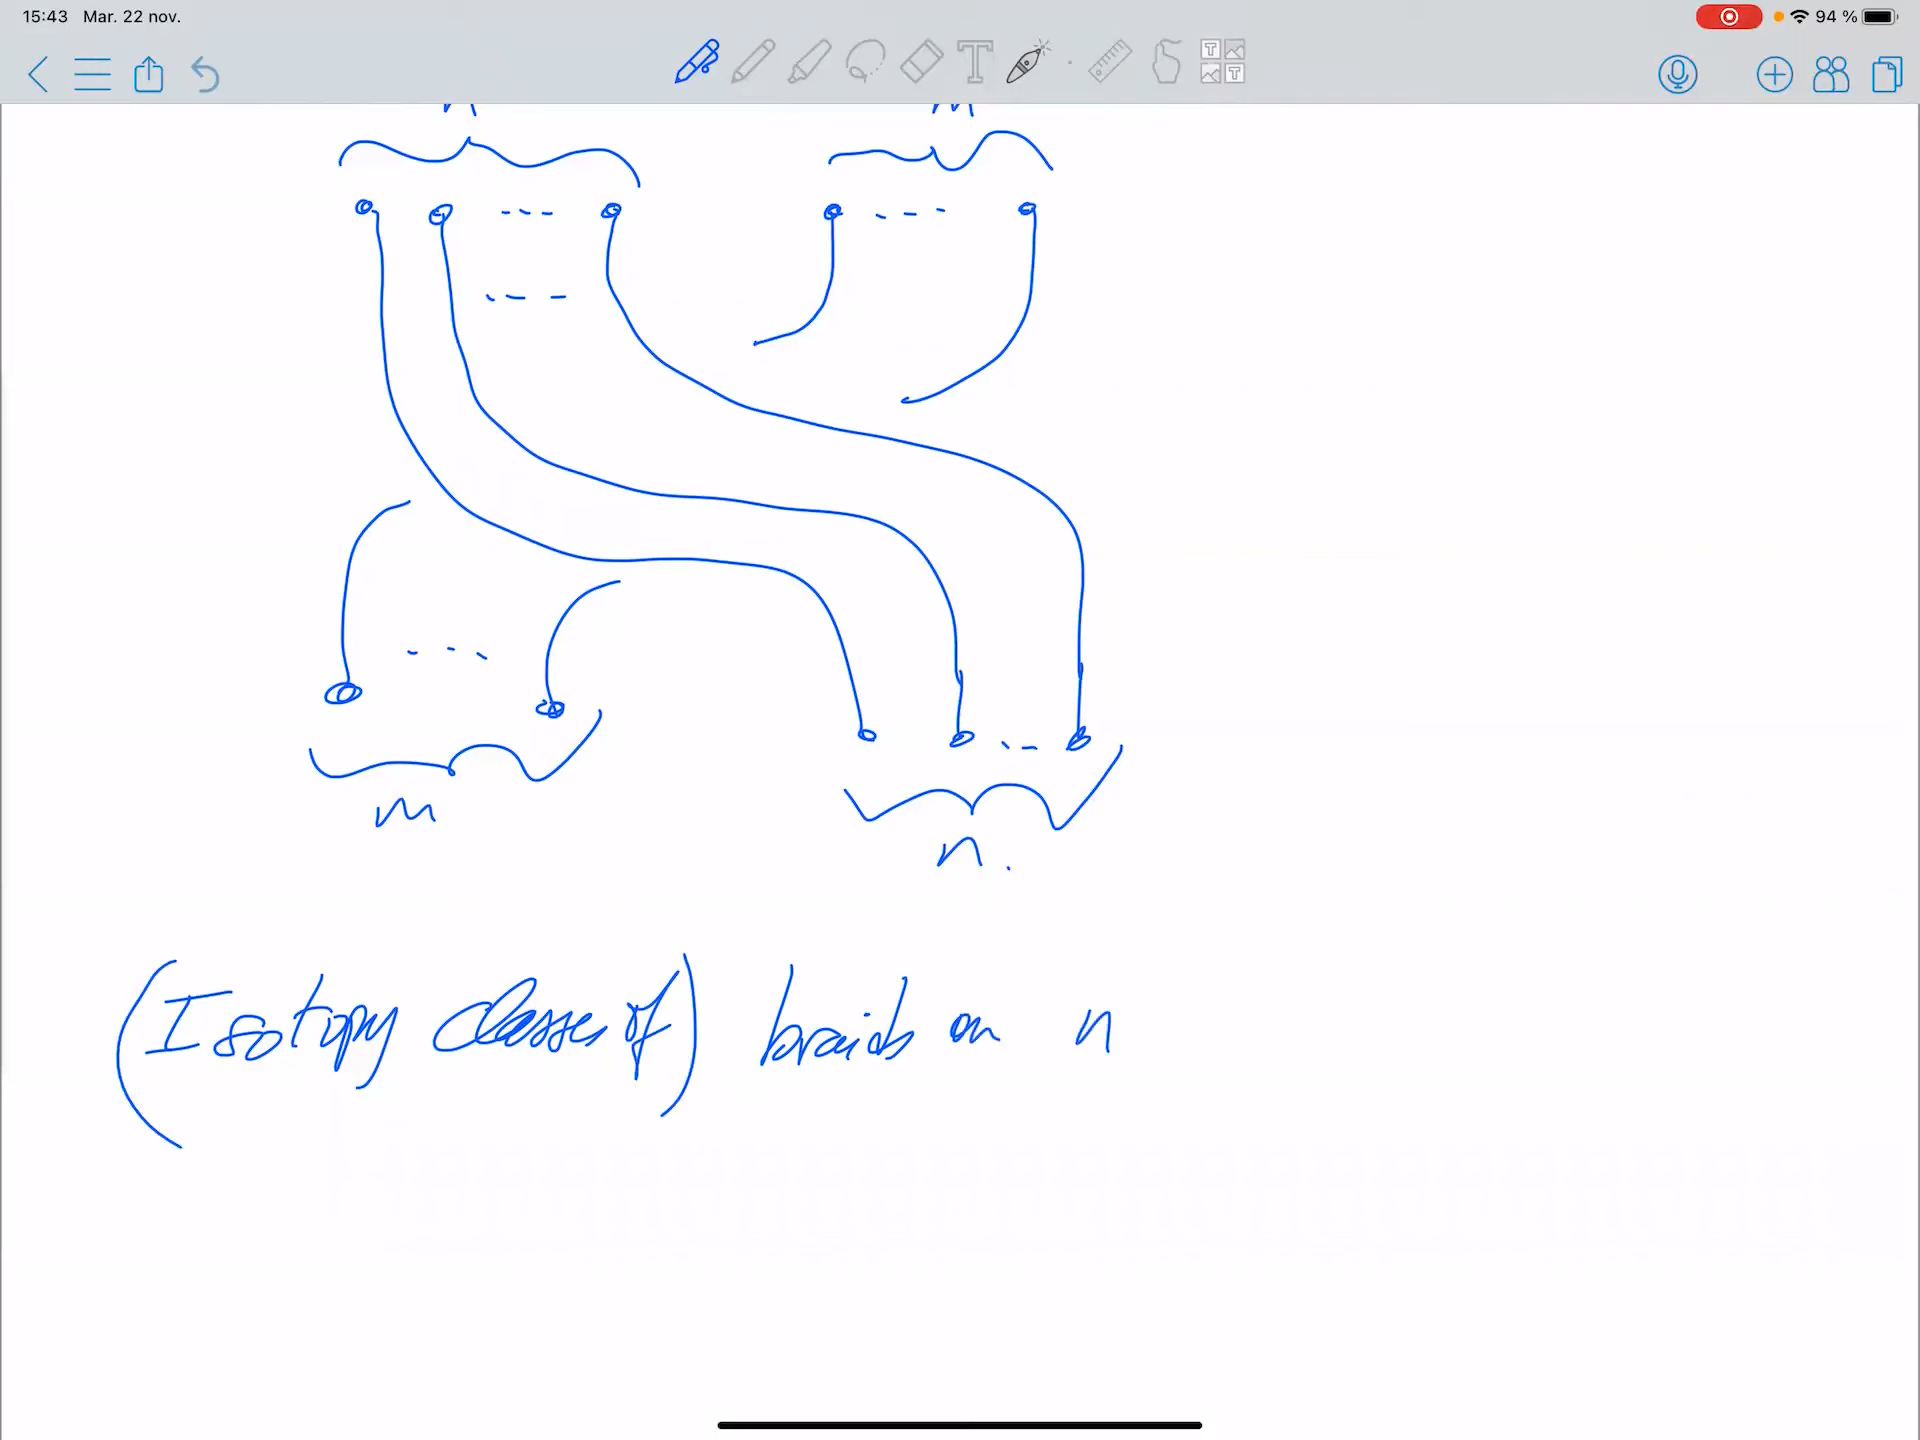 15:43 Mar. 22 nov. 94 %
n m
m
n.
(Isotopy classes of) braids on n